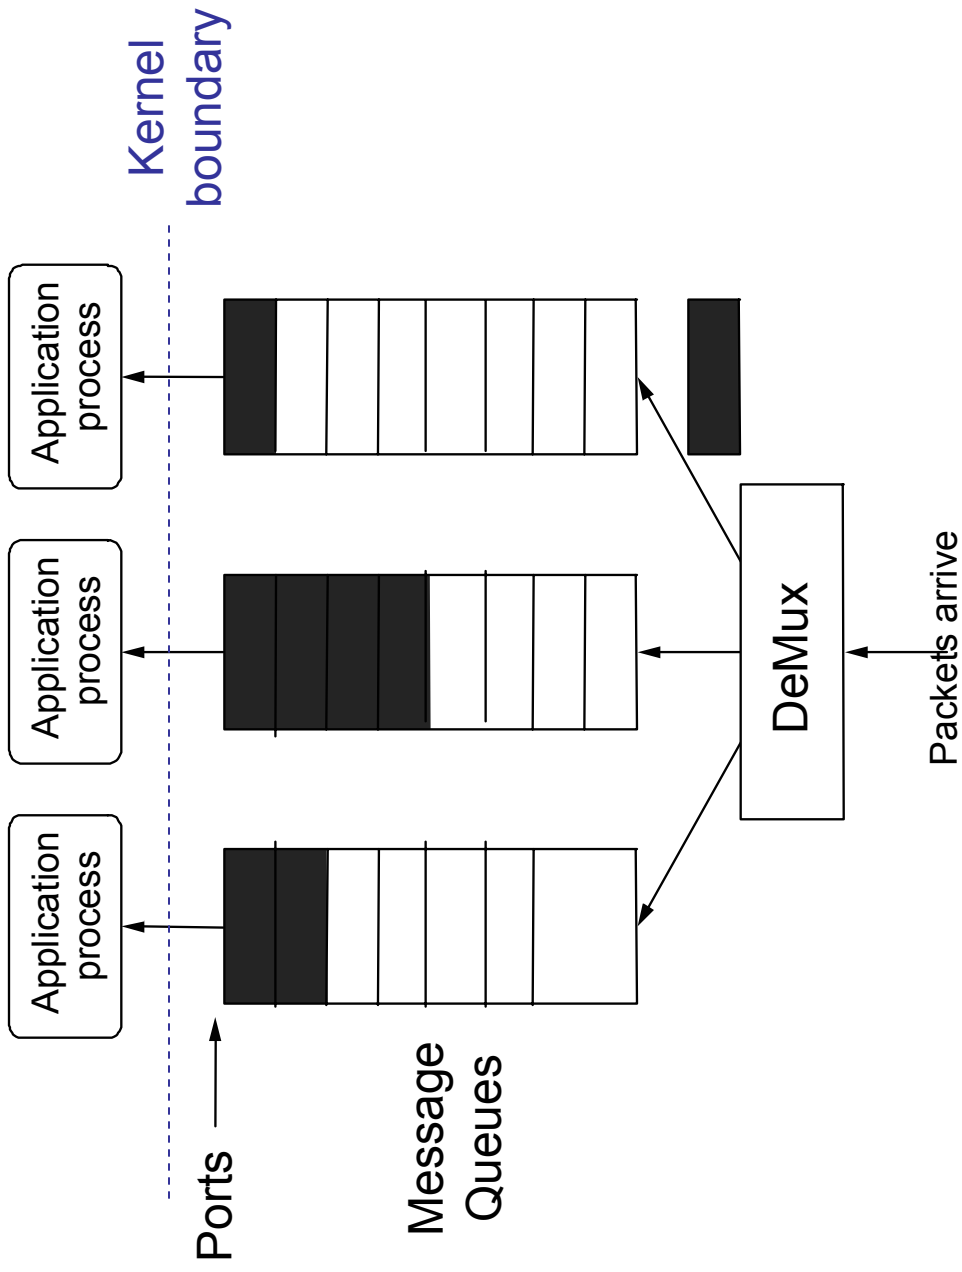 Kernel
boundary
Application
process
Application
process
Application
process
Ports
Message
Queues
DeMux
Packets arrive